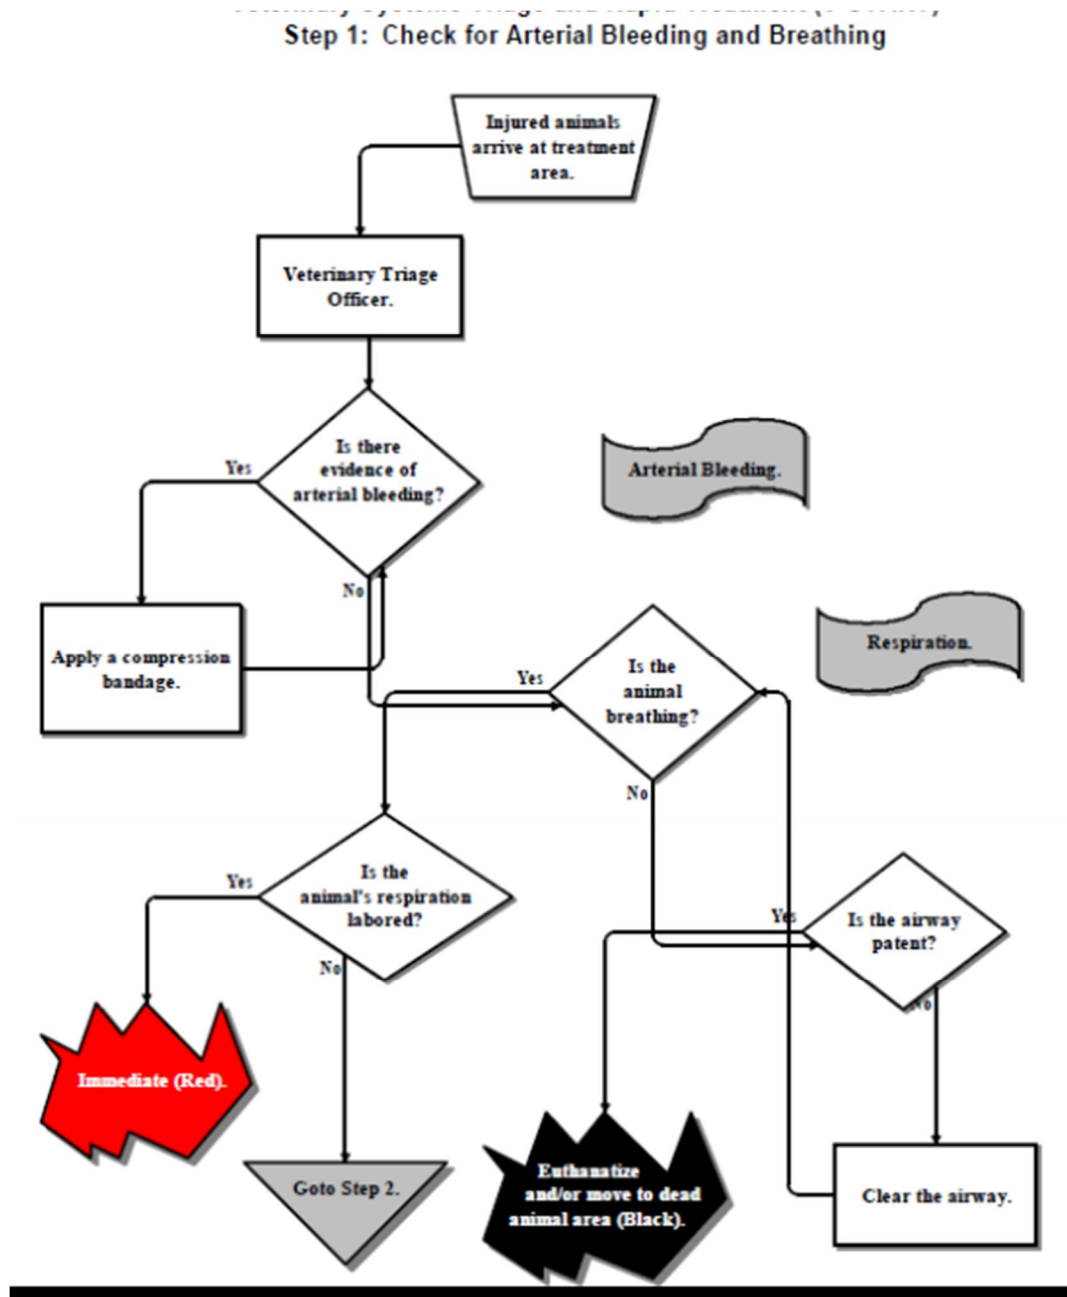 Step 1: Check for Arterial Bleeding and Breathing
Injured animals
arrive at treatment
area.
Veterinary Triage
Officer.
Is there
evidence of
arterial bleeding?
Yes
No
Arterial Bleeding.
Apply a compression
bandage.
Respiration.
Is the
animal
breathing?
Yes
No
Is the
animal's respiration
labored?
Yes
No
Is the airway
patent?
Yes
No
Immediate (Red).
Goto Step 2.
Euthanatize
and/or move to dead
animal area (Black).
Clear the airway.